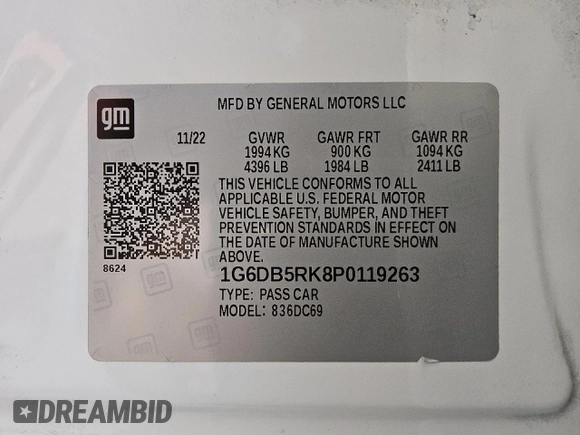 gm
MFD BY GENERAL MOTORS LLC
11/22 GVWR GAWR FRT GAWR RR
1994 KG 900 KG 1094 KG
4396 LB 1984 LB 2411 LB
THIS VEHICLE CONFORMS TO ALL
APPLICABLE U.S. FEDERAL MOTOR
VEHICLE SAFETY, BUMPER, AND THEFT
PREVENTION STANDARDS IN EFFECT ON
THE DATE OF MANUFACTURE SHOWN
ABOVE.
8624
1G6DB5RK8P0119263
TYPE: PASS CAR
MODEL: 836DC69
DREAMBID